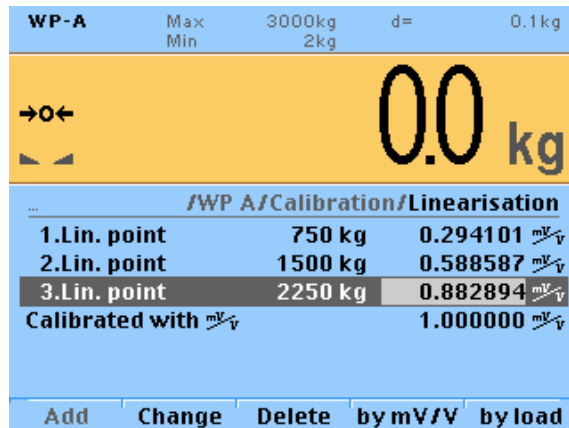 WP-A Max 3000kg d= 0.1kg
Min 2kg
→0←
0.0 kg
... /WP A/Calibration/Linearisation
1.Lin. point 750 kg 0.294101 mV/V
2.Lin. point 1500 kg 0.588587 mV/V
3.Lin. point 2250 kg 0.882894 mV/V
Calibrated with mV/V 1.000000 mV/V
Add Change Delete by mV/V by load